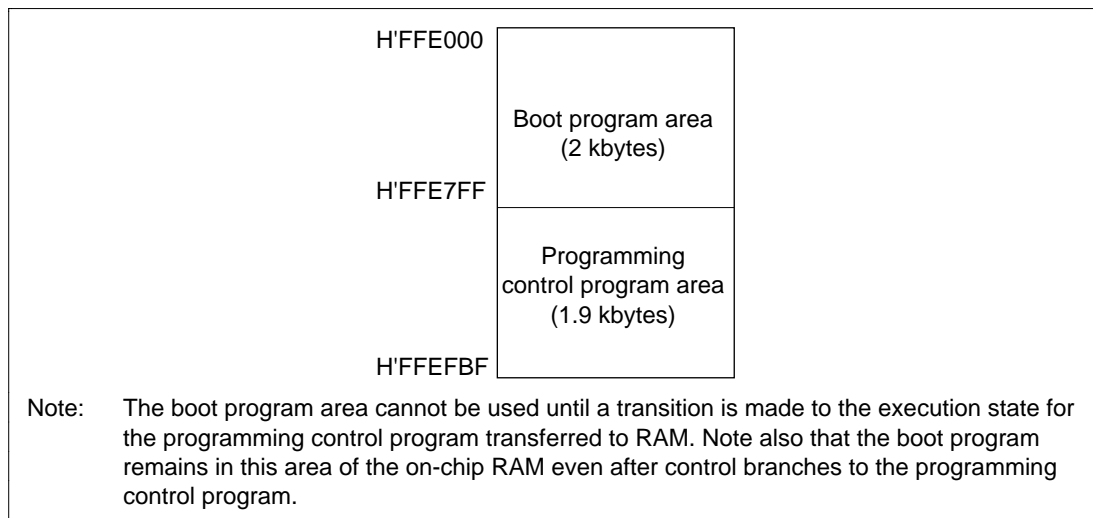 H'FFE000
Boot program area
(2 kbytes)
H'FFE7FF
Programming
control program area
(1.9 kbytes)
H'FFEFBF
Note: The boot program area cannot be used until a transition is made to the execution state for
the programming control program transferred to RAM. Note also that the boot program
remains in this area of the on-chip RAM even after control branches to the programming
control program.